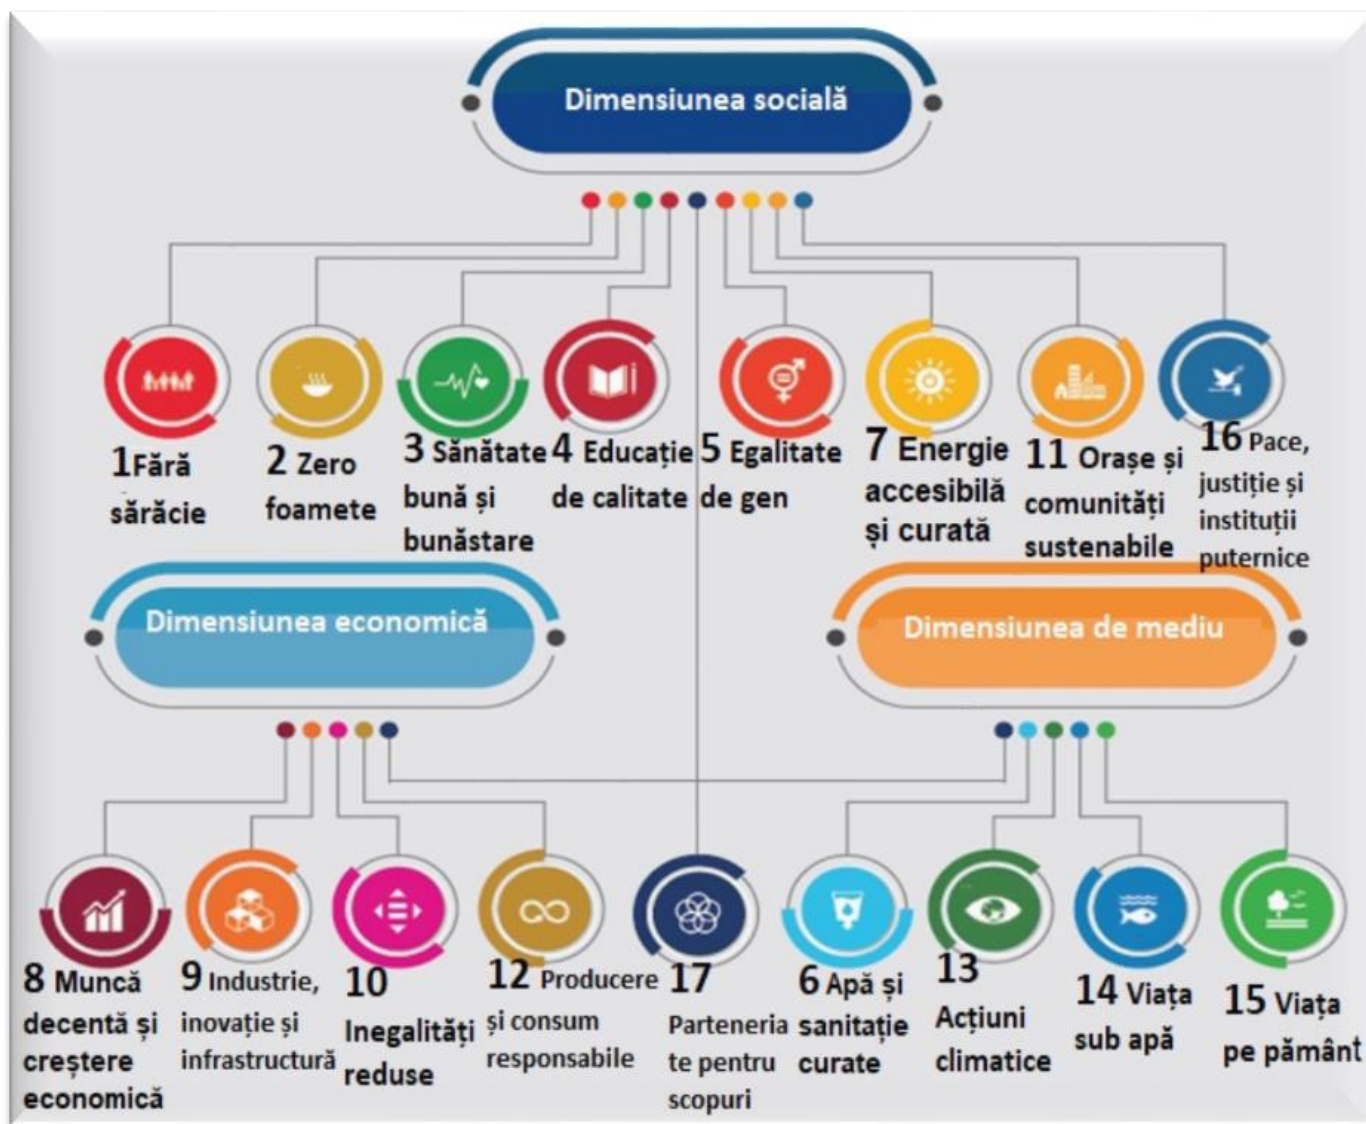 Dimensiunea socială
1Fără
sărăcie
2 Zero
foamete
3 Sănătate
bună și
bunăstare
4 Educație
de calitate
5 Egalitate
de gen
7 Energie
accesibilă
și curată
11 Orașe și
comunități
sustenabile
16 Pace,
justiție și
instituții
puternice
Dimensiunea economică
Dimensiunea de mediu
8 Muncă
decentă și
creștere
economică
9 Industrie,
inovație și
infrastructură
10
Inegalități
reduse
12 Producere
și consum
responsabile
17
Parteneria
te pentru
scopuri
6 Apă și
sanitație
curate
13
Acțiuni
climatice
14 Viața
sub apă
15 Viața
pe pământ